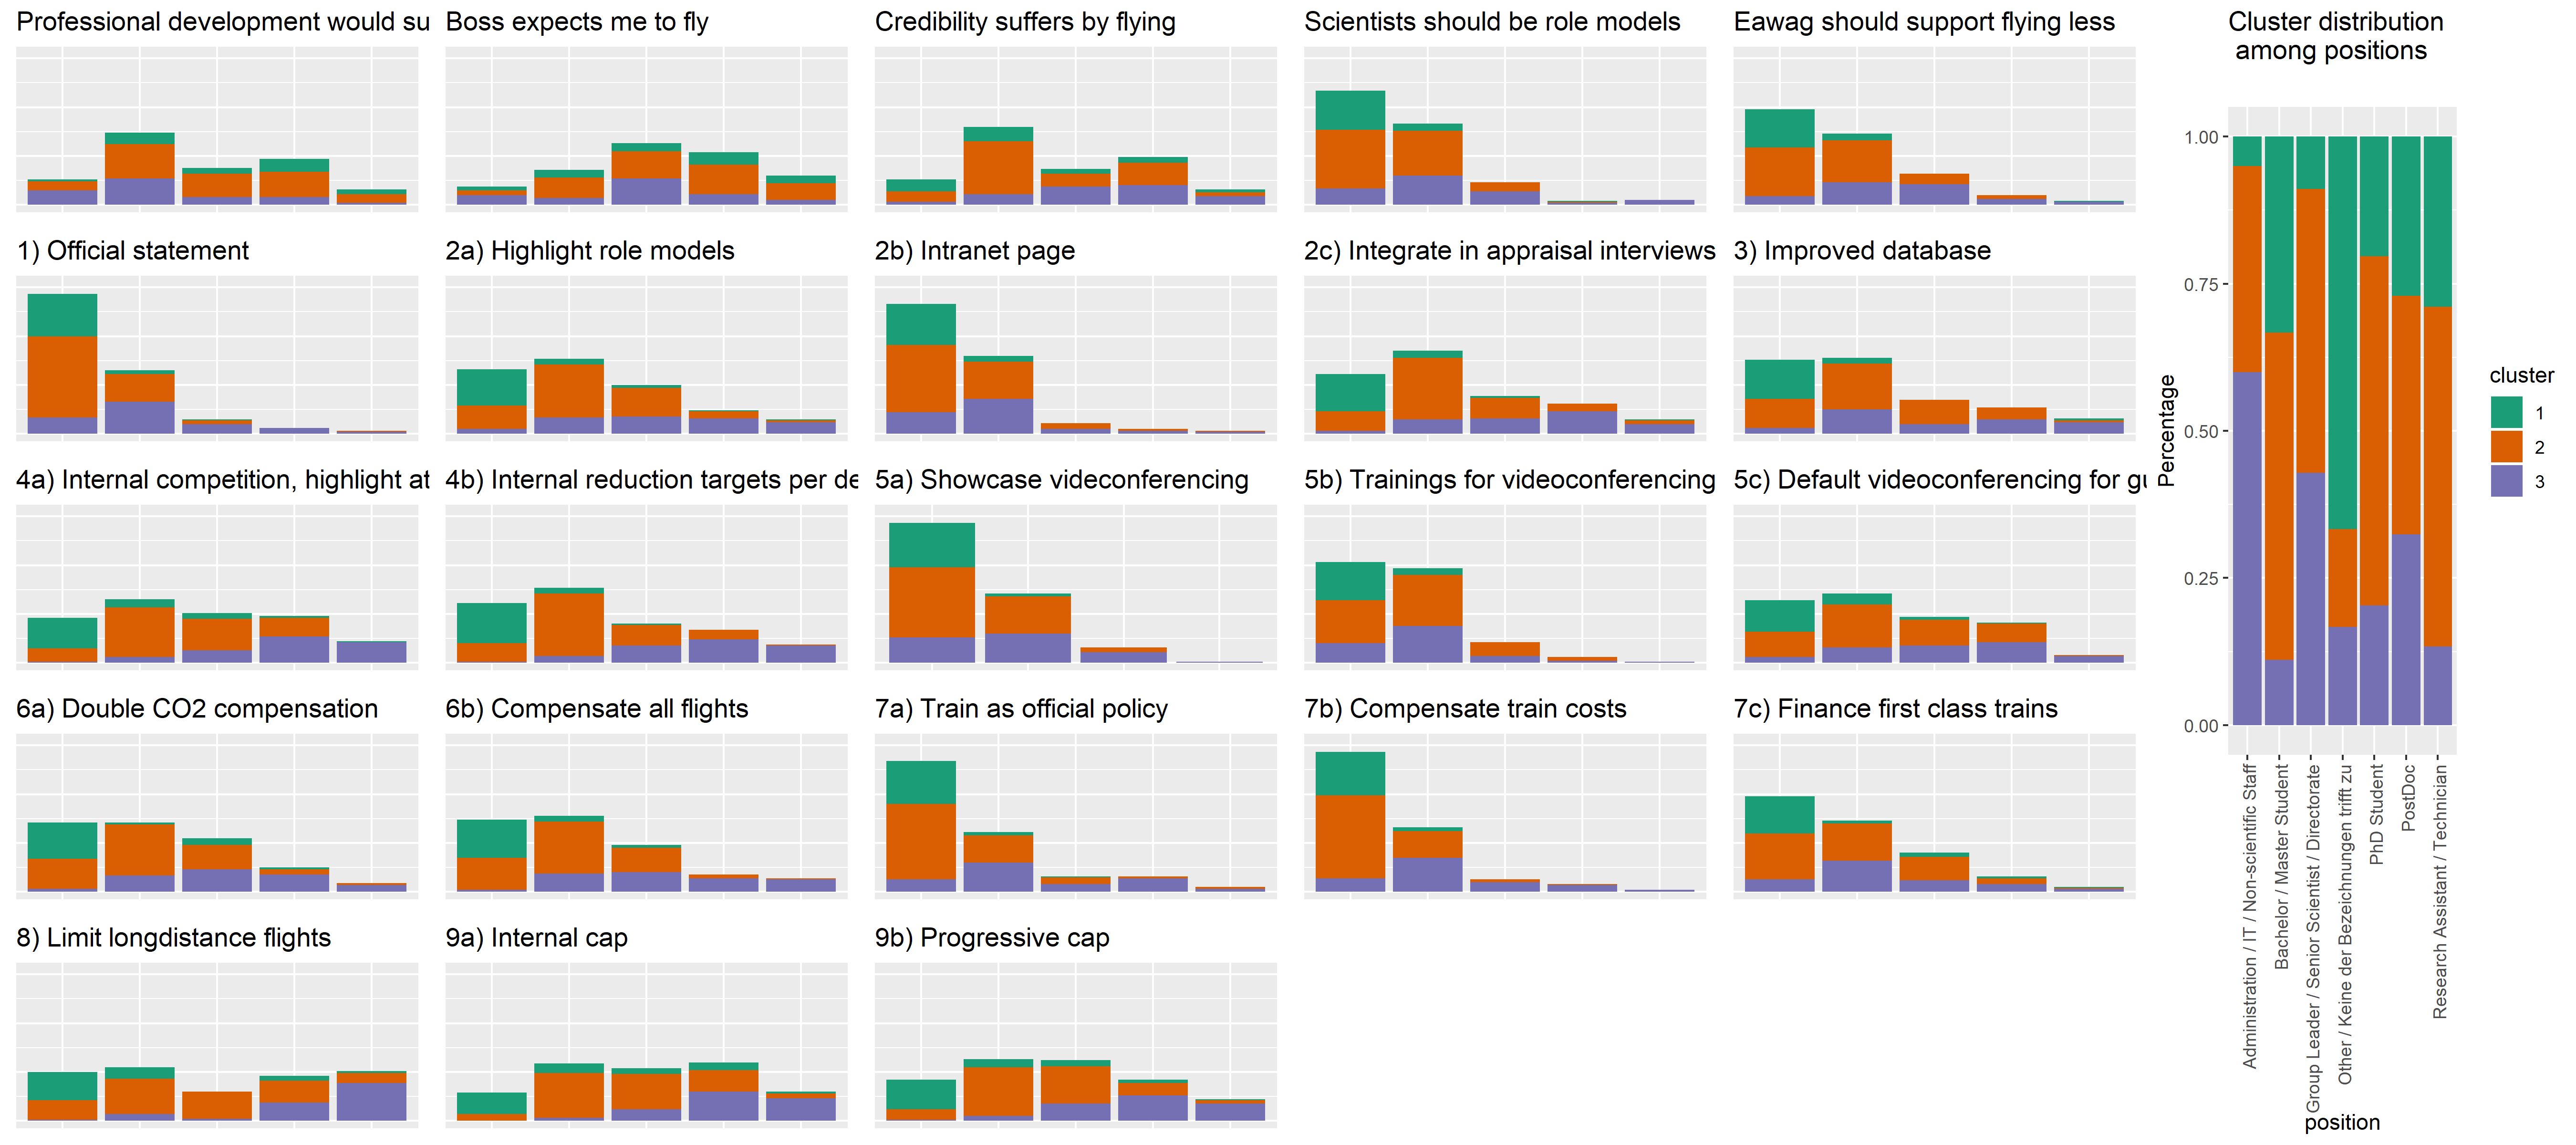 Professional development would su
Boss expects me to fly
Credibility suffers by flying
Scientists should be role models
Eawag should support flying less
1) Official statement
2a) Highlight role models
2b) Intranet page
2c) Integrate in appraisal interviews
3) Improved database
4a) Internal competition, highlight at
4b) Internal reduction targets per de
5a) Showcase videconferencing
5b) Trainings for videoconferencing
5c) Default videoconferencing for gu
6a) Double CO2 compensation
6b) Compensate all flights
7a) Train as official policy
7b) Compensate train costs
7c) Finance first class trains
8) Limit longdistance flights
9a) Internal cap
9b) Progressive cap
Cluster distribution
among positions
Percentage
1.00
0.75
0.50
0.25
0.00
Administration / IT / Non-scientific Staff
Bachelor / Master Student
Group Leader / Senior Scientist / Directorate
Other / Keine der Bezeichnungen trifft zu
PhD Student
PostDoc
Research Assistant / Technician
position
cluster
1
2
3